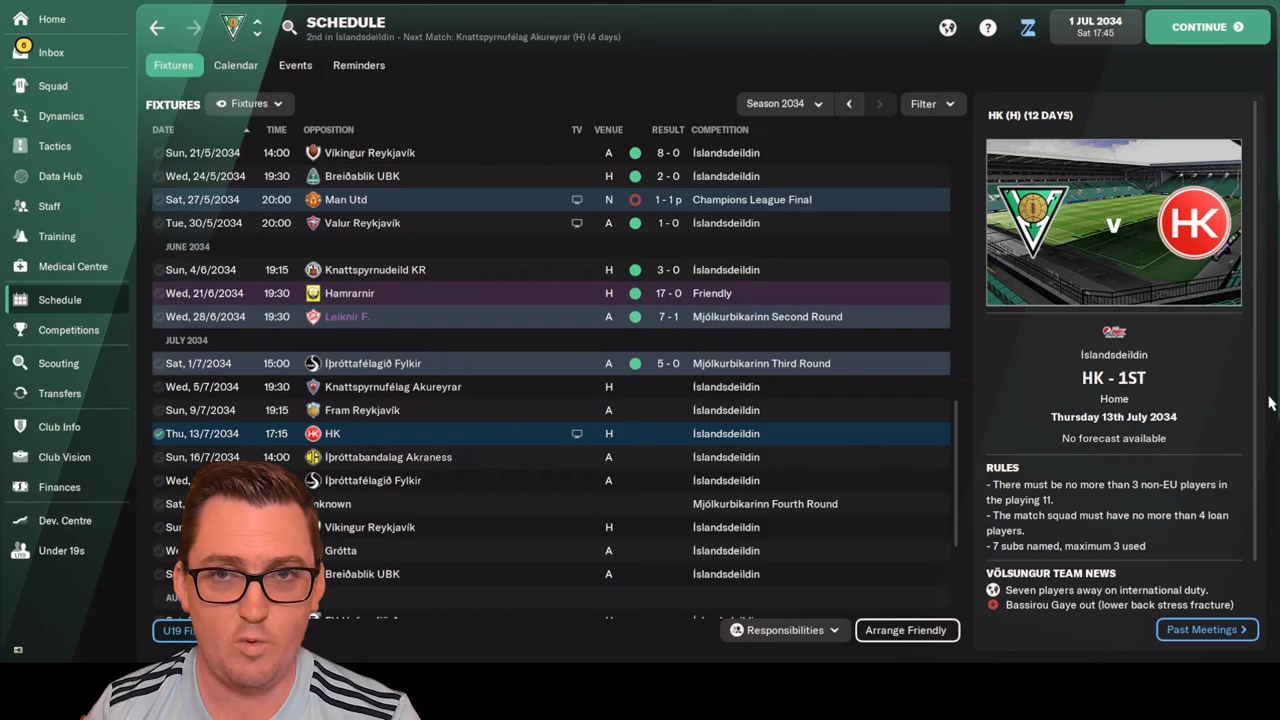 Home
6
Inbox
Squad
Dynamics
Tactics
Data Hub
Staff
Training
Medical Centre
Schedule
Competitions
Scouting
Transfers
Club Info
Club Vision
Finances
Dev. Centre
U19 Under 19s
SCHEDULE
2nd in Íslandsdeildin - Next Match: Knattspyrnufélag Akureyrar (H) (4 days)
1 JUL 2034
Sat 17:45
CONTINUE
Fixtures Calendar Events Reminders
FIXTURES Fixtures Season 2034 Filter
DATE TIME OPPOSITION TV VENUE RESULT COMPETITION
Sun, 21/5/2034 14:00 Víkingur Reykjavík A 8 - 0 Íslandsdeildin
Wed, 24/5/2034 19:30 Breiðablik UBK H 2 - 0 Íslandsdeildin
Sat, 27/5/2034 20:00 Man Utd N 1 - 1 p Champions League Final
Tue, 30/5/2034 20:00 Valur Reykjavík A 1 - 0 Íslandsdeildin
JUNE 2034
Sun, 4/6/2034 19:15 Knattspyrnudeild KR H 3 - 0 Íslandsdeildin
Wed, 21/6/2034 19:30 Hamrarnir H 17 - 0 Friendly
Wed, 28/6/2034 19:30 Leiknir F. A 7 - 1 Mjólkurbikarinn Second Round
JULY 2034
Sat, 1/7/2034 15:00 Íþróttafélagið Fylkir A 5 - 0 Mjólkurbikarinn Third Round
Wed, 5/7/2034 19:30 Knattspyrnufélag Akureyrar H Íslandsdeildin
Sun, 9/7/2034 19:15 Fram Reykjavík A Íslandsdeildin
Thu, 13/7/2034 17:15 HK H Íslandsdeildin
Sun, 16/7/2034 14:00 Íþróttabandalag Akraness A Íslandsdeildin
Wed, Íþróttafélagið Fylkir A Íslandsdeildin
Sat, nknown Mjólkurbikarinn Fourth Round
Víkingur Reykjavík H Íslandsdeildin
Grótta A Íslandsdeildin
Breiðablik UBK A Íslandsdeildin
U19 Fi
Responsibilities Arrange Friendly
HK (H) (12 DAYS)
V HK
Íslandsdeildin
HK - 1ST
Home
Thursday 13th July 2034
No forecast available
RULES
- There must be no more than 3 non-EU players in
the playing 11.
- The match squad must have no more than 4 loan
players.
- 7 subs named, maximum 3 used
VÖLSUNGUR TEAM NEWS
Seven players away on international duty.
Bassirou Gaye out (lower back stress fracture)
Past Meetings